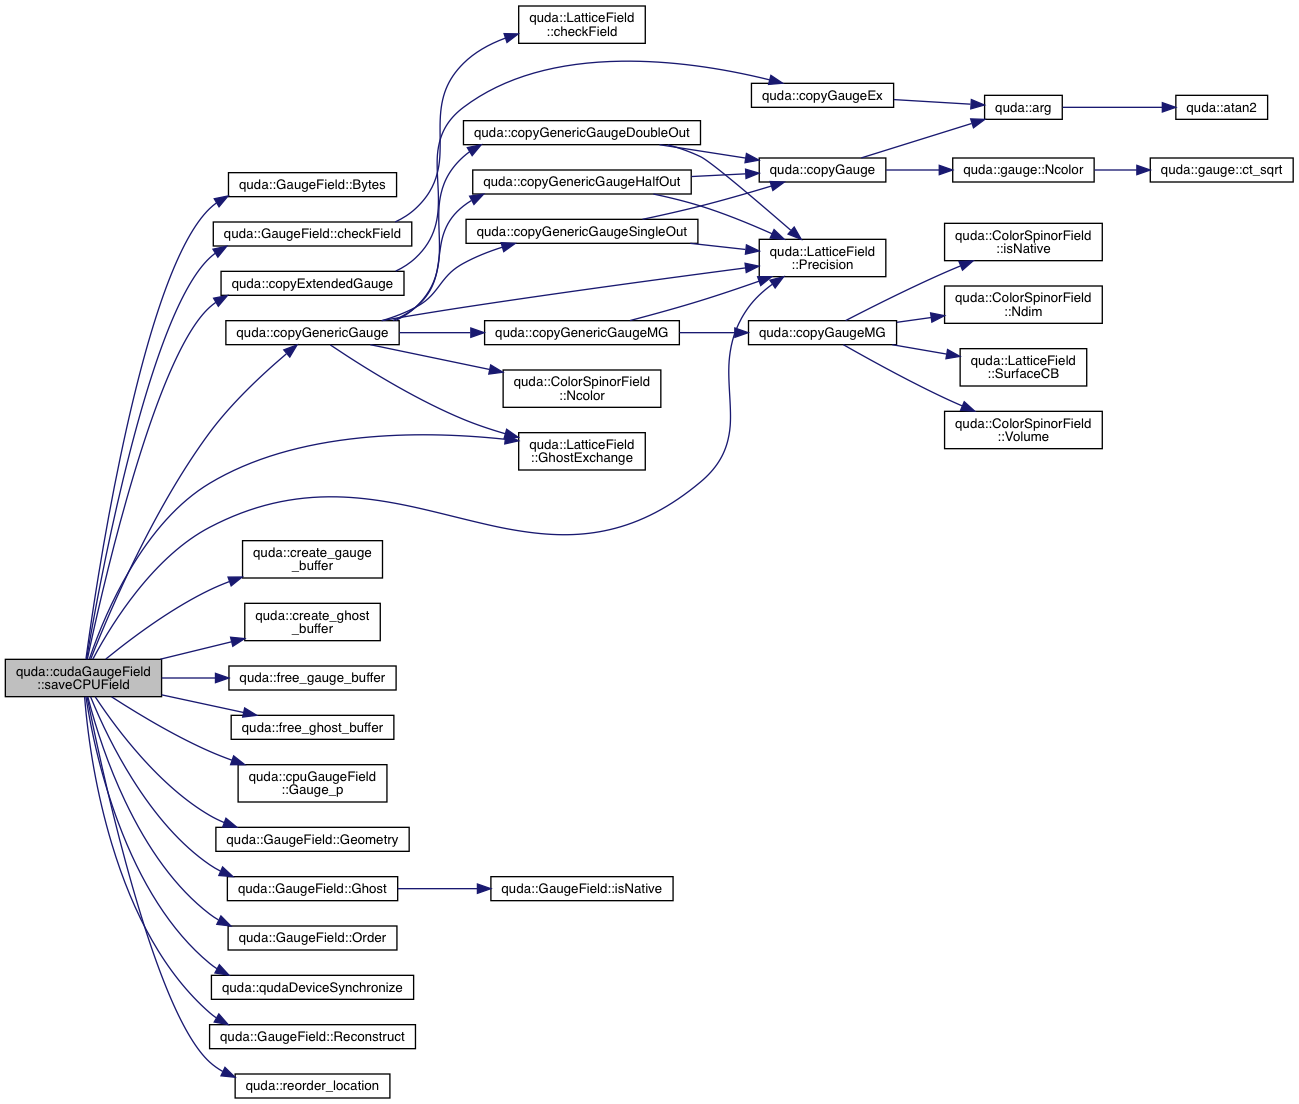 quda::LatticeField
::checkField
quda::copyGaugeEx
quda::arg
quda::atan2
quda::copyGenericGaugeDoubleOut
quda::copyGauge
quda::gauge::Ncolor
quda::gauge::ct_sqrt
quda::GaugeField::Bytes
quda::copyGenericGaugeHalfOut
quda::GaugeField::checkField
quda::copyGenericGaugeSingleOut
quda::LatticeField
::Precision
quda::ColorSpinorField
::isNative
quda::copyExtendedGauge
quda::ColorSpinorField
::Ndim
quda::copyGenericGauge
quda::copyGenericGaugeMG
quda::copyGaugeMG
quda::LatticeField
::SurfaceCB
quda::ColorSpinorField
::Ncolor
quda::ColorSpinorField
::Volume
quda::LatticeField
::GhostExchange
quda::create_gauge
_buffer
quda::create_ghost
_buffer
quda::cudaGaugeField
::saveCPUField
quda::free_gauge_buffer
quda::free_ghost_buffer
quda::cpuGaugeField
::Gauge_p
quda::GaugeField::Geometry
quda::GaugeField::Ghost
quda::GaugeField::isNative
quda::GaugeField::Order
quda::qudaDeviceSynchronize
quda::GaugeField::Reconstruct
quda::reorder_location